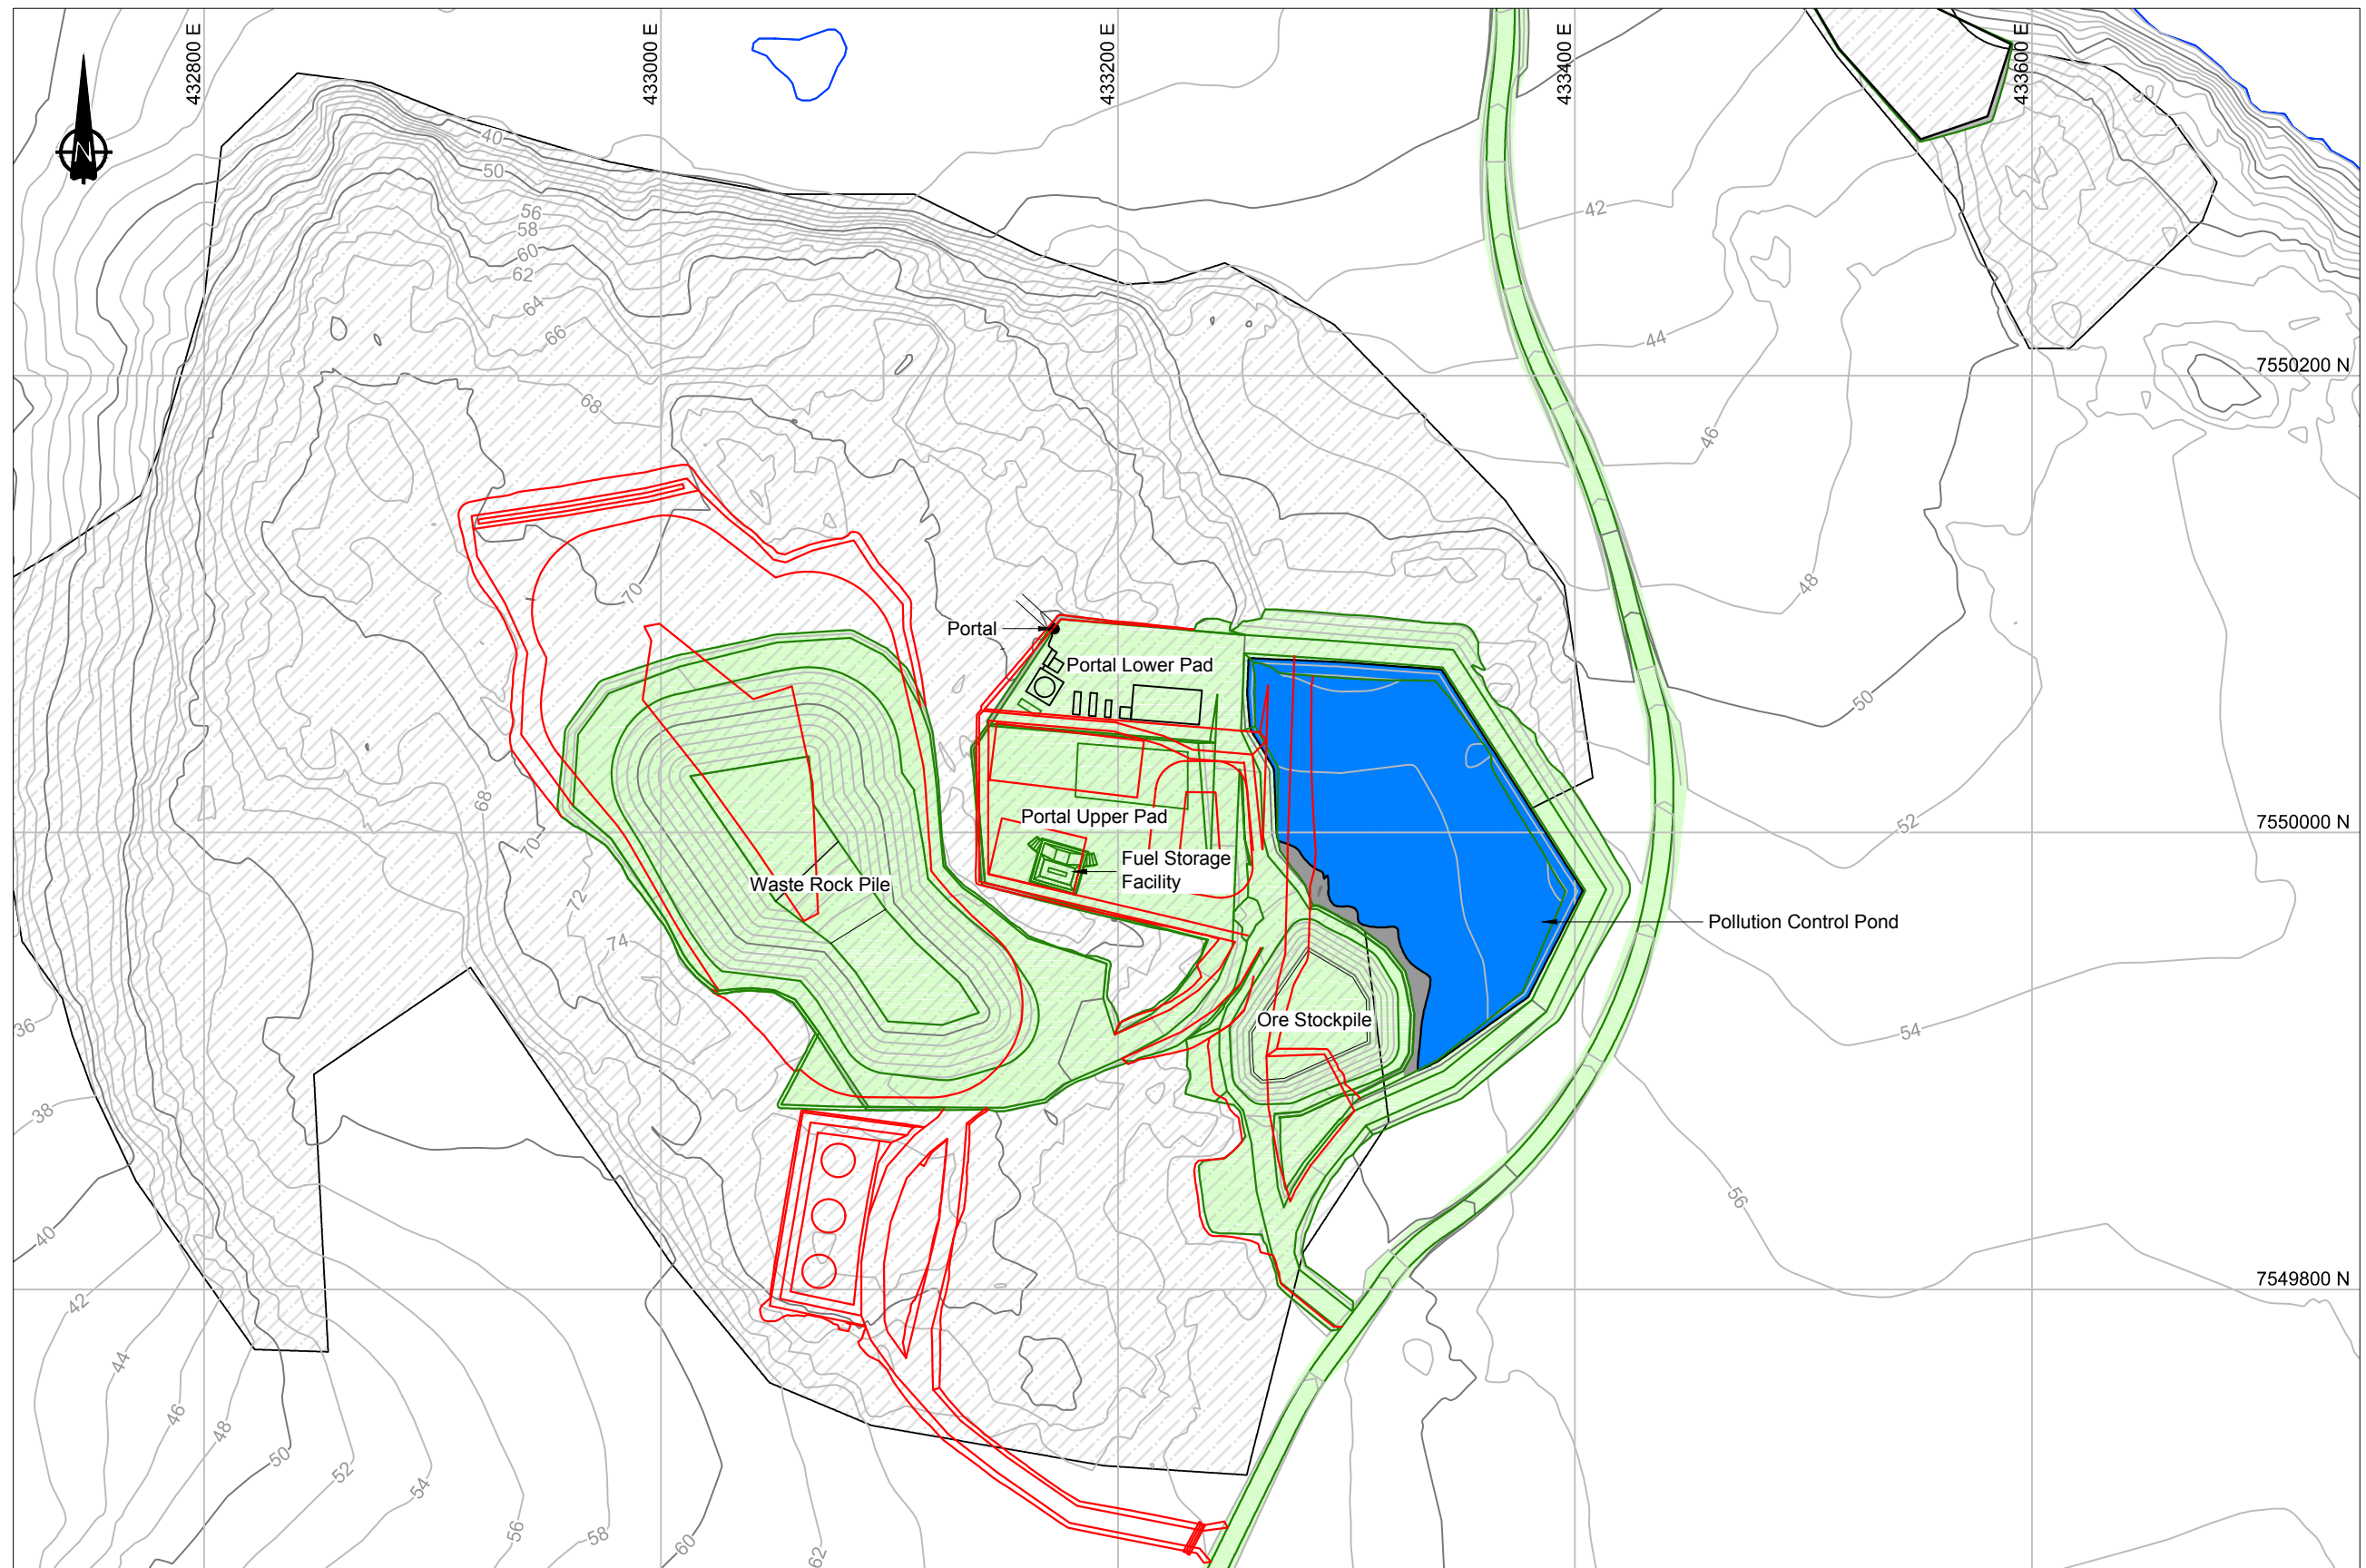 432800 E
433000 E
433200 E
433400 E
433600 E
N
40
50
56
58
60
62
64
66
68
42
44
46
7550200 N
70
48
Portal
Portal Lower Pad
50
68
70
Portal Upper Pad
52
7550000 N
Fuel Storage
Facility
Waste Rock Pile
72
74
Pollution Control Pond
36
Ore Stockpile
54
38
56
40
7549800 N
42
44
46
48
50
52
54
56
58
60
62